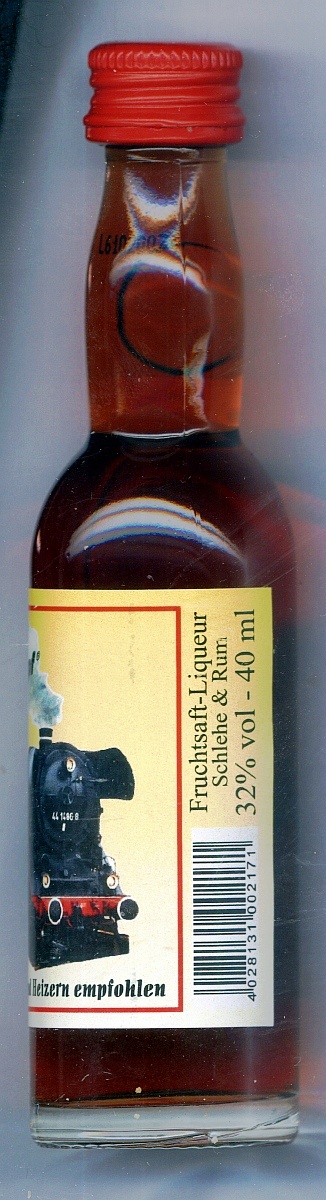 44 1486-8
Heizern empfohlen
Fruchtsaft-Liqueur
Schlehe & Rum
32% vol - 40 ml
4028131002171